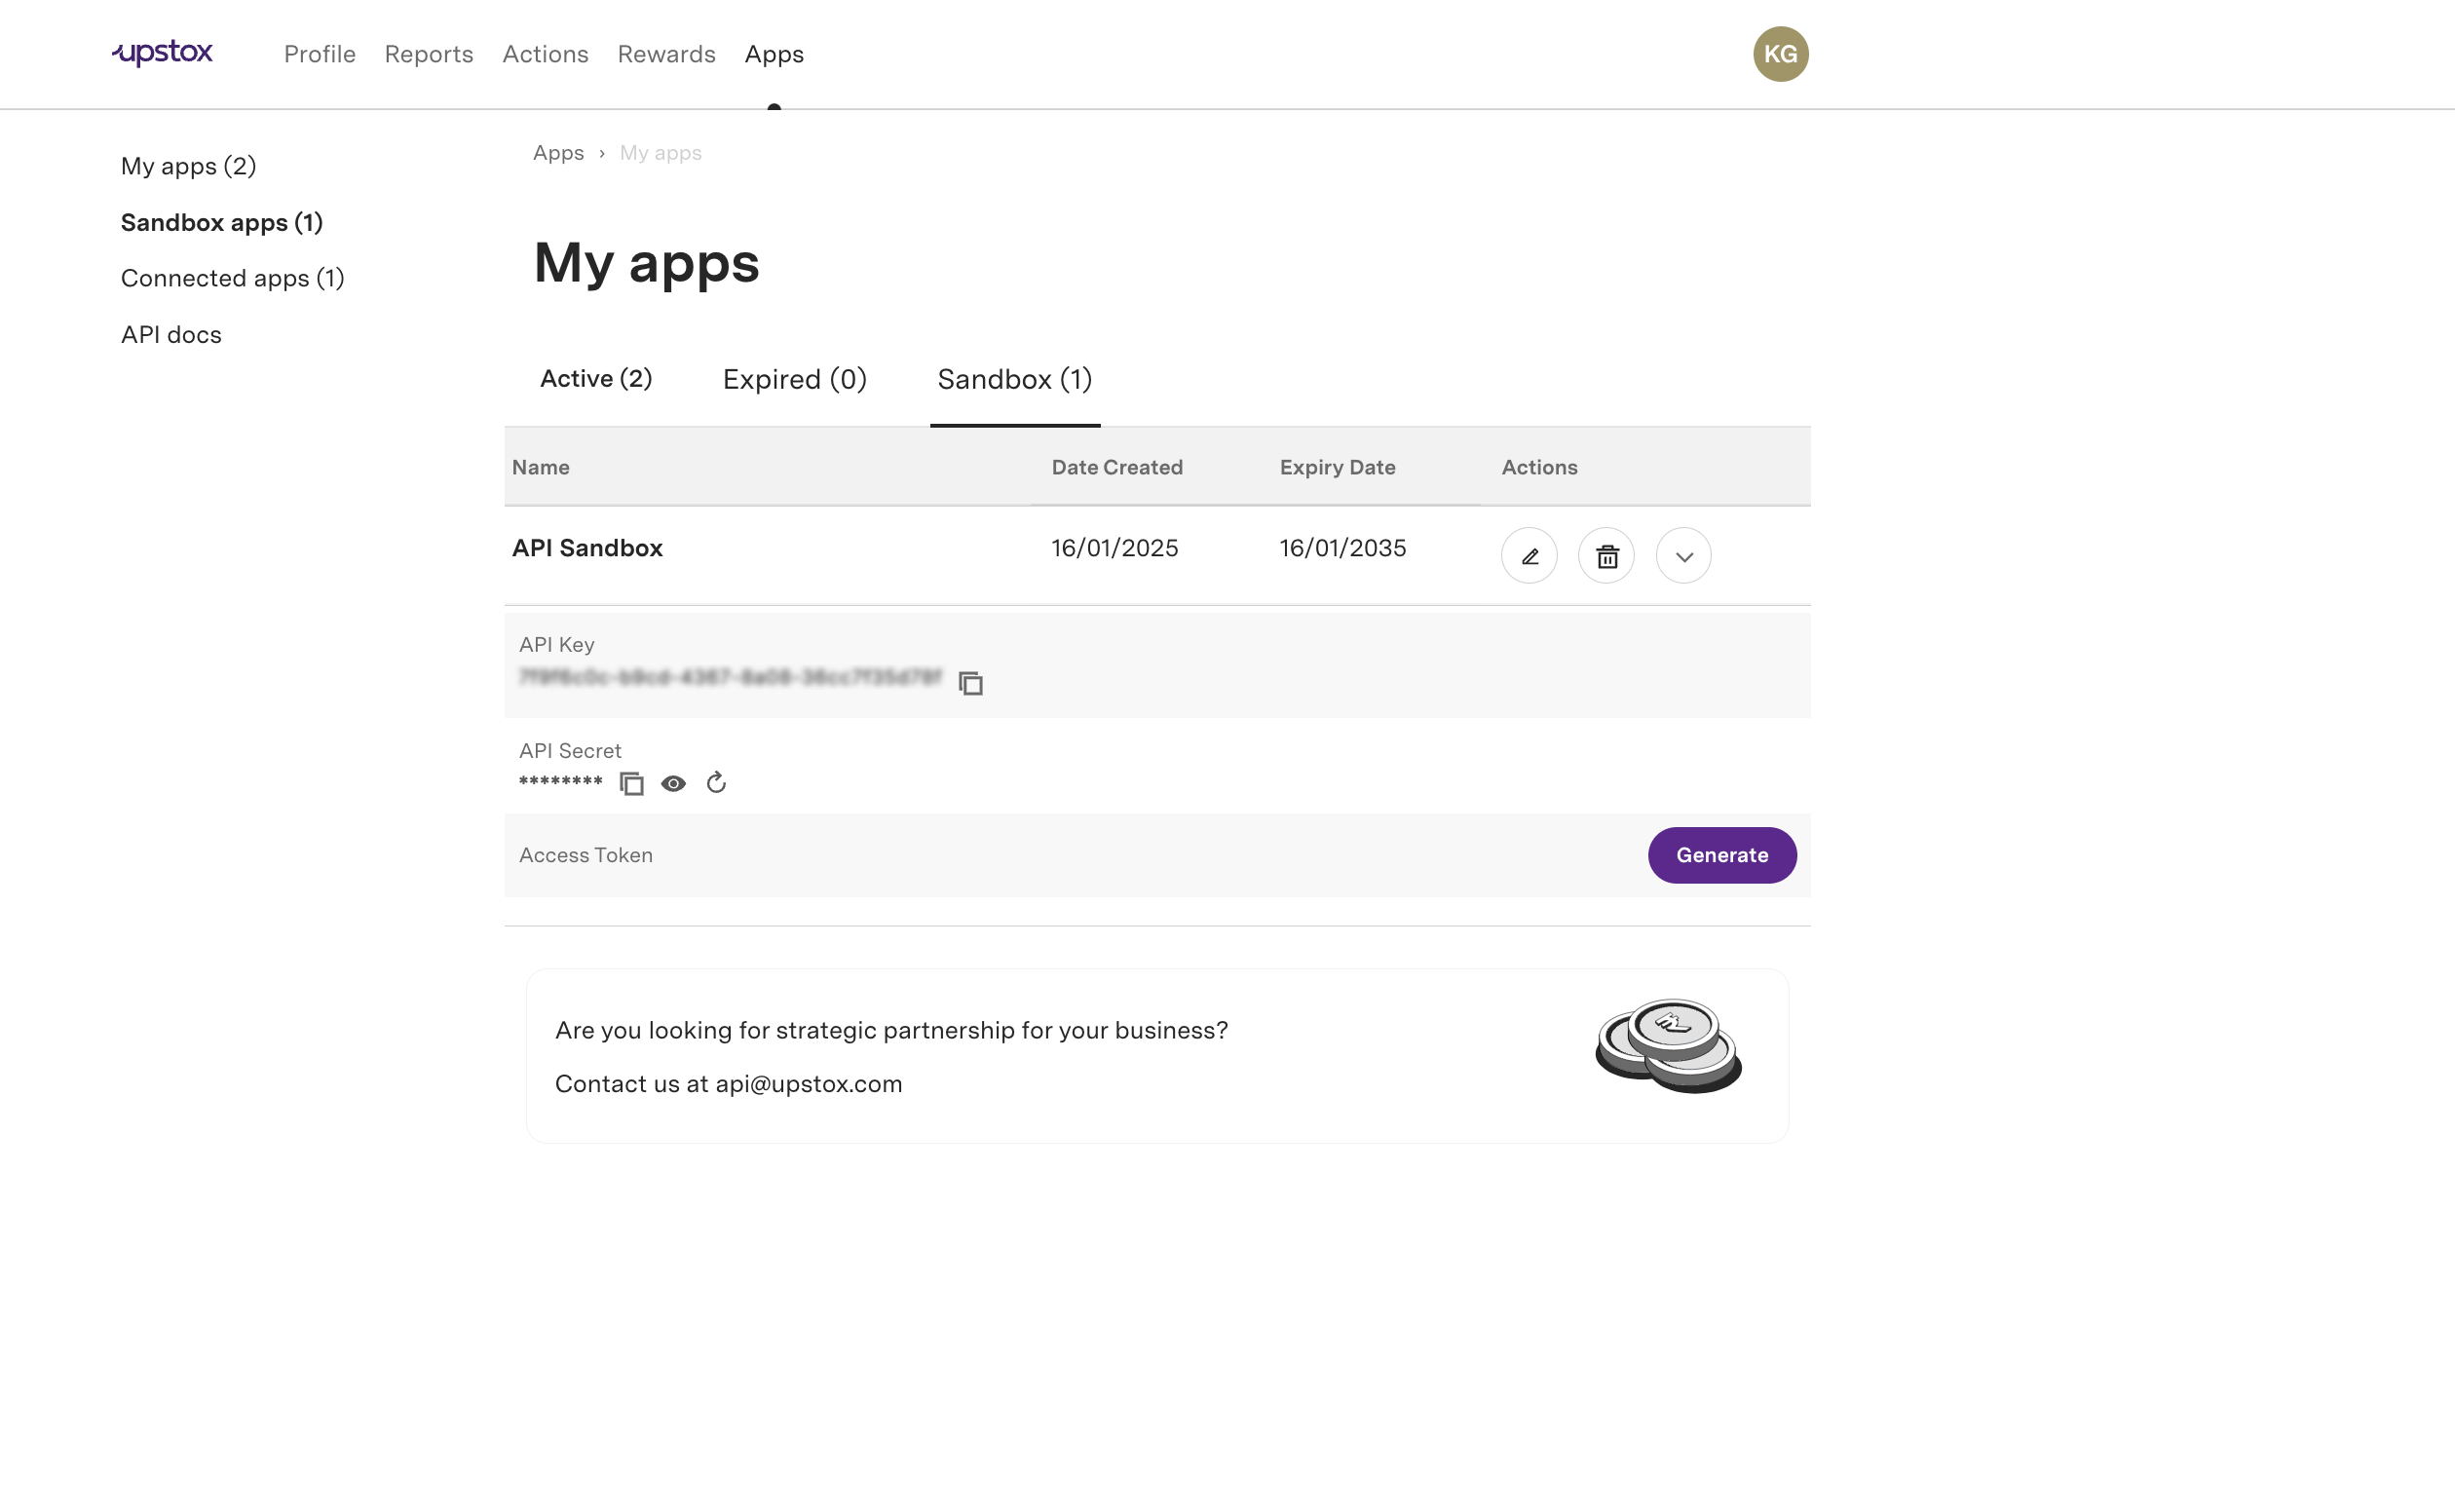 upstox
Profile Reports Actions Rewards Apps
KG
My apps (2)
Sandbox apps (1)
Connected apps (1)
API docs
Apps › My apps
My apps
Active (2) Expired (0) Sandbox (1)
Name Date Created Expiry Date Actions
API Sandbox 16/01/2025 16/01/2035
API Key
API Secret
********
Access Token Generate
Are you looking for strategic partnership for your business?
Contact us at api@upstox.com